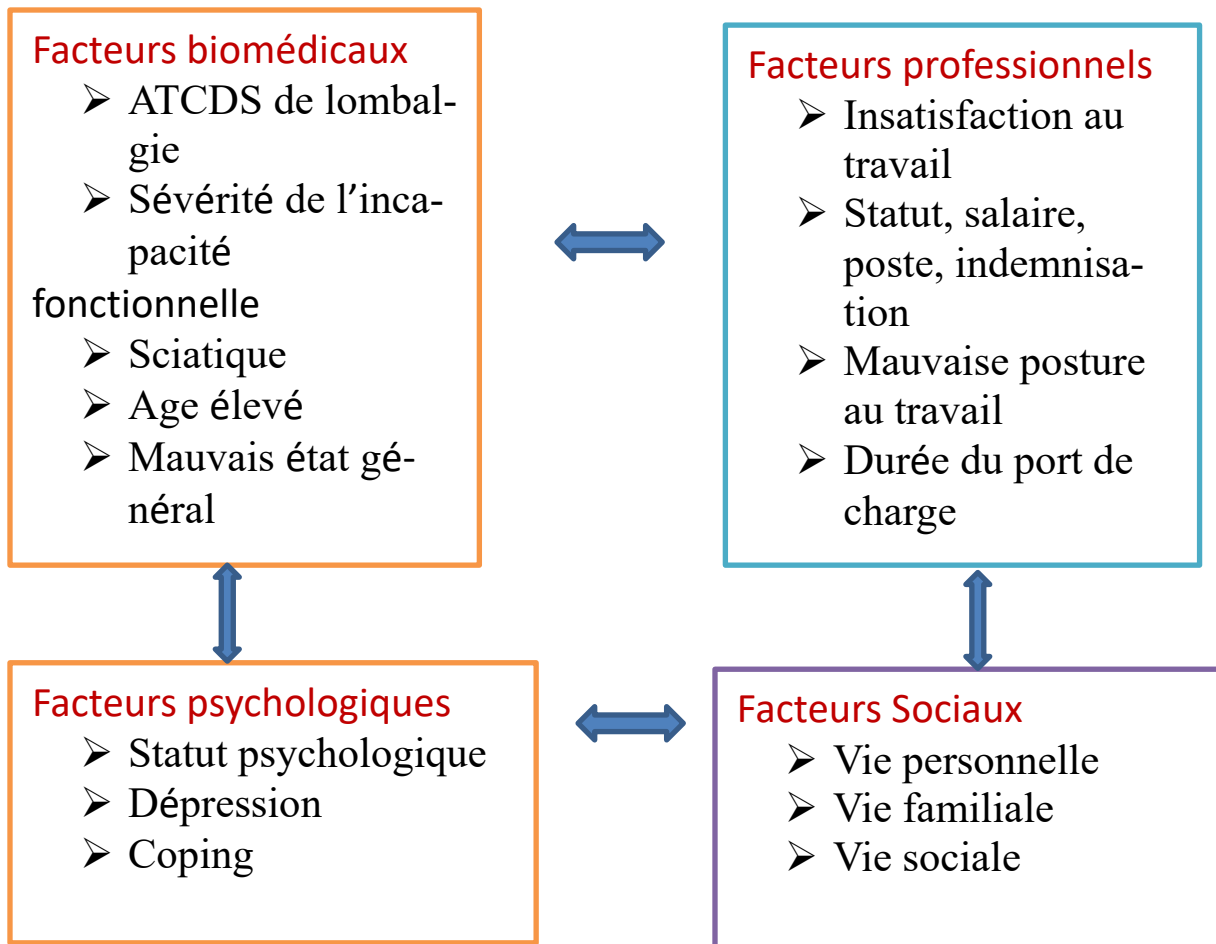 Facteurs biomédicaux
➢ ATCDS de lombal-
gie
➢ Sévérité de l’inca-
pacité
fonctionnelle
➢ Sciatique
➢ Age élevé
➢ Mauvais état gé-
néral
Facteurs professionnels
➢ Insatisfaction au
travail
➢ Statut, salaire,
poste, indemnisa-
tion
➢ Mauvaise posture
au travail
➢ Durée du port de
charge
Facteurs psychologiques
➢ Statut psychologique
➢ Dépression
➢ Coping
Facteurs Sociaux
➢ Vie personnelle
➢ Vie familiale
➢ Vie sociale